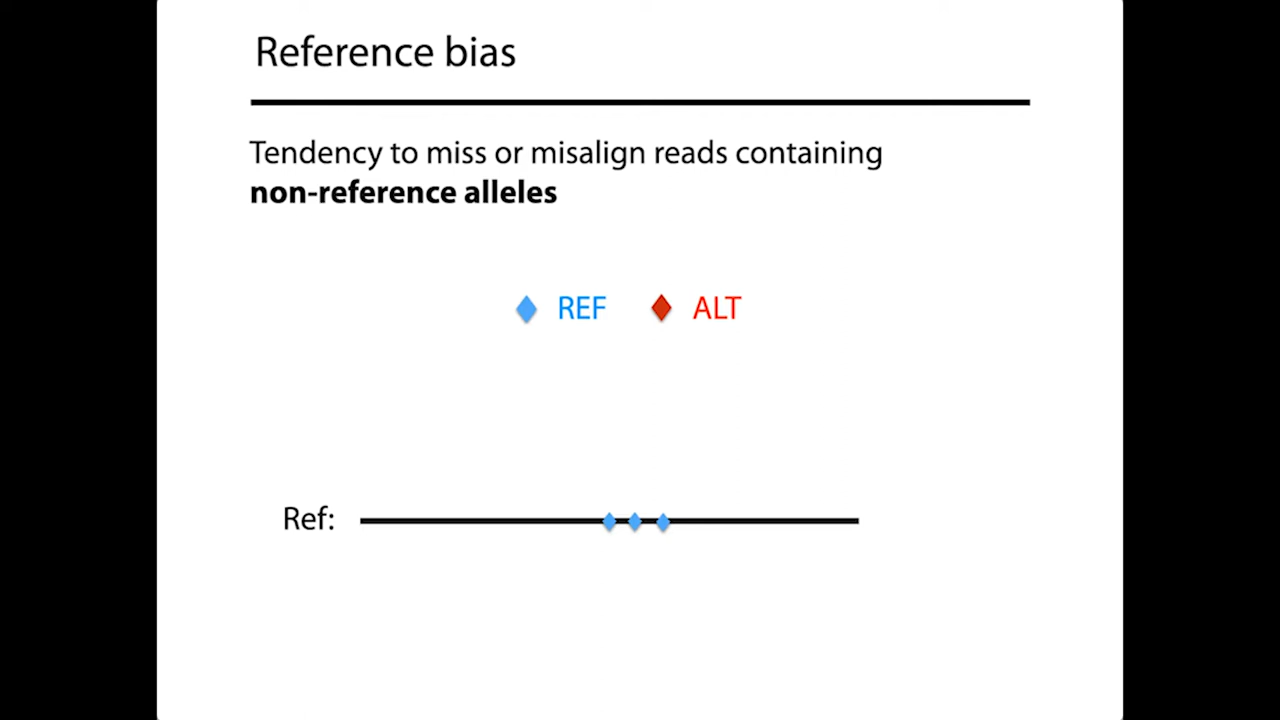 Reference bias
Tendency to miss or misalign reads containing
non-reference alleles
REF ALT
Ref: